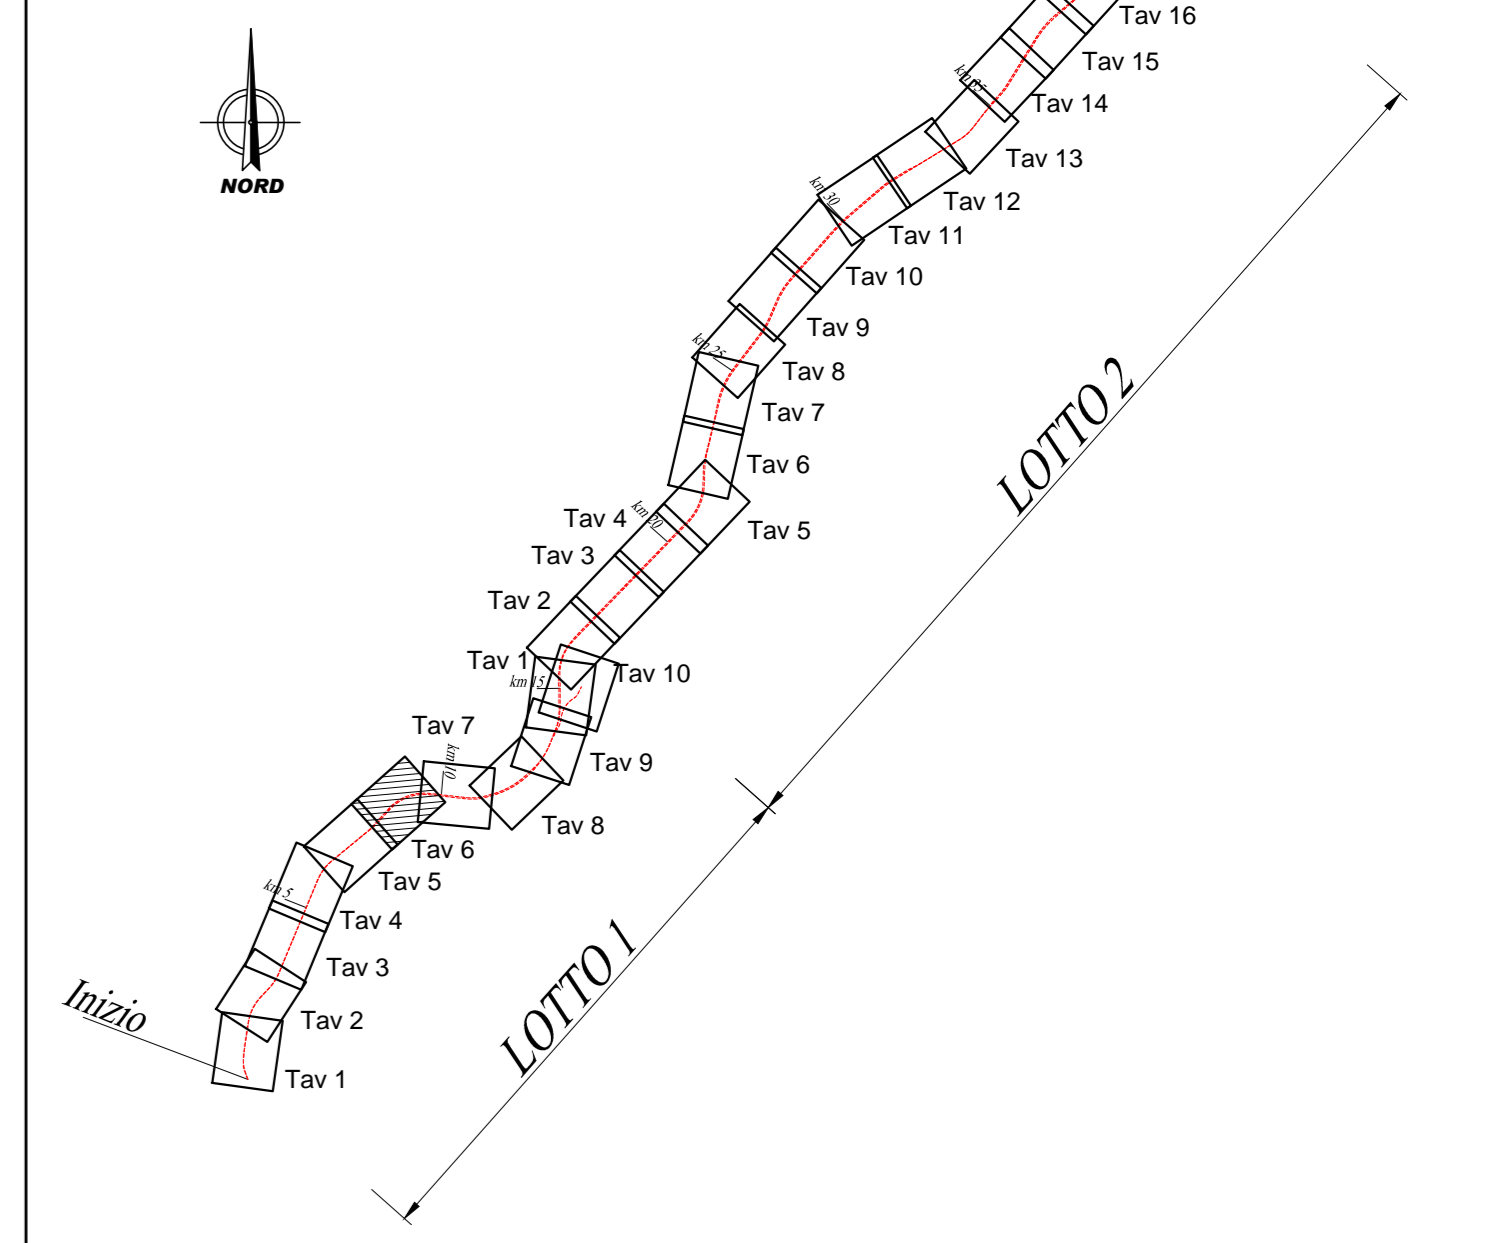 Tav 16
Tav 15
km 35
Tav 14
Tav 13
NORD
km 30
Tav 12
Tav 11
Tav 10
Tav 9
km 25
Tav 8
Tav 7
LOTTO 2
Tav 6
Tav 4
km 20
Tav 5
Tav 3
Tav 2
Tav 1
Tav 10
km 15
Tav 7
km 10
Tav 9
Tav 8
Tav 6
Tav 5
km 5
Tav 4
Tav 3
LOTTO 1
Inizio
Tav 2
Tav 1